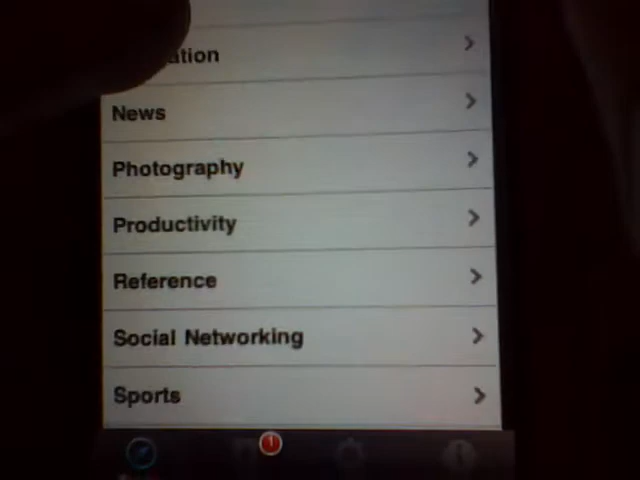 ation
News
Photography
Productivity
Reference
Social Networking
Sports